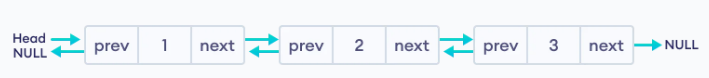 Head
NULL
prev 1 next prev 2 next prev 3 next NULL